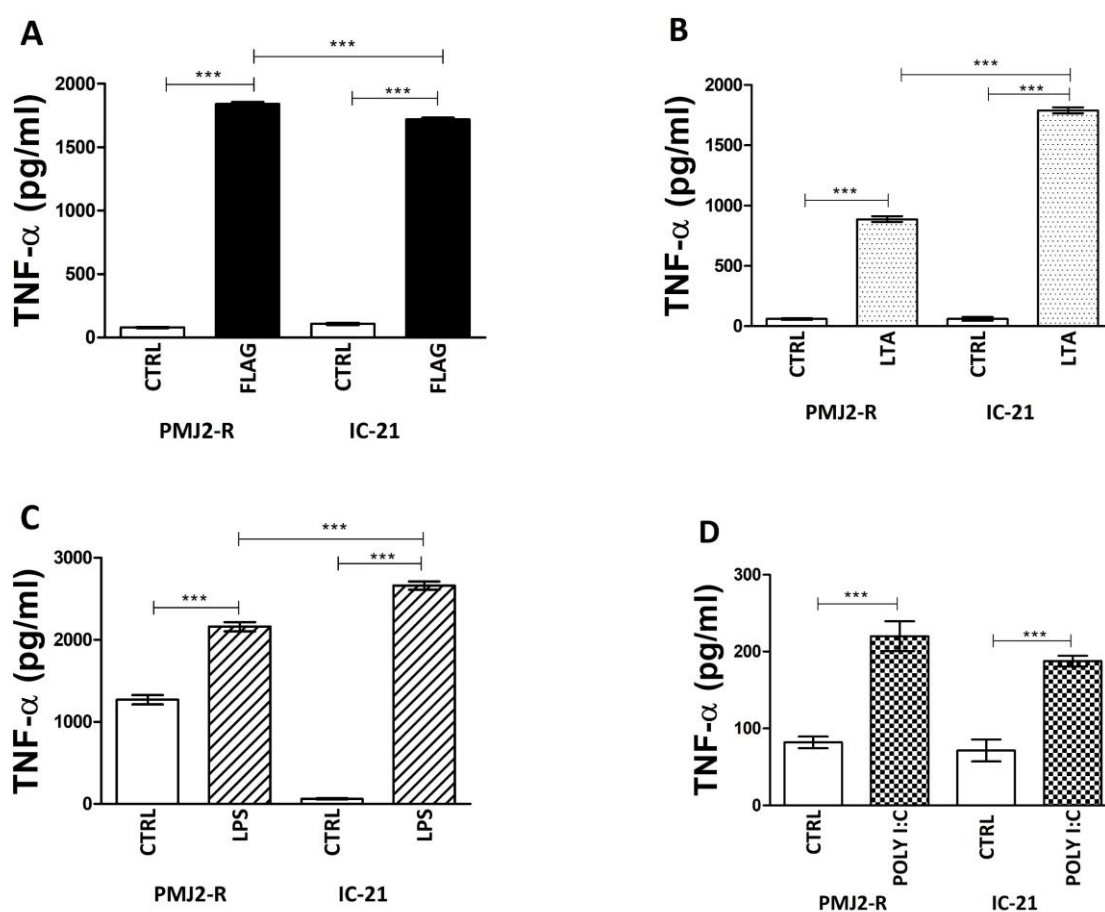 A
***
***
***
2000
1500
1000
500
0
TNF-α (pg/ml)
CTRL
FLAG
CTRL
FLAG
PMJ2-R
IC-21
B
***
***
***
2000
1500
1000
500
0
TNF-α (pg/ml)
CTRL
LTA
CTRL
LTA
PMJ2-R
IC-21
C
***
***
***
3000
2000
1000
0
TNF-α (pg/ml)
CTRL
LPS
CTRL
LPS
PMJ2-R
IC-21
D
***
***
300
200
100
0
TNF-α (pg/ml)
CTRL
POLY I:C
CTRL
POLY I:C
PMJ2-R
IC-21